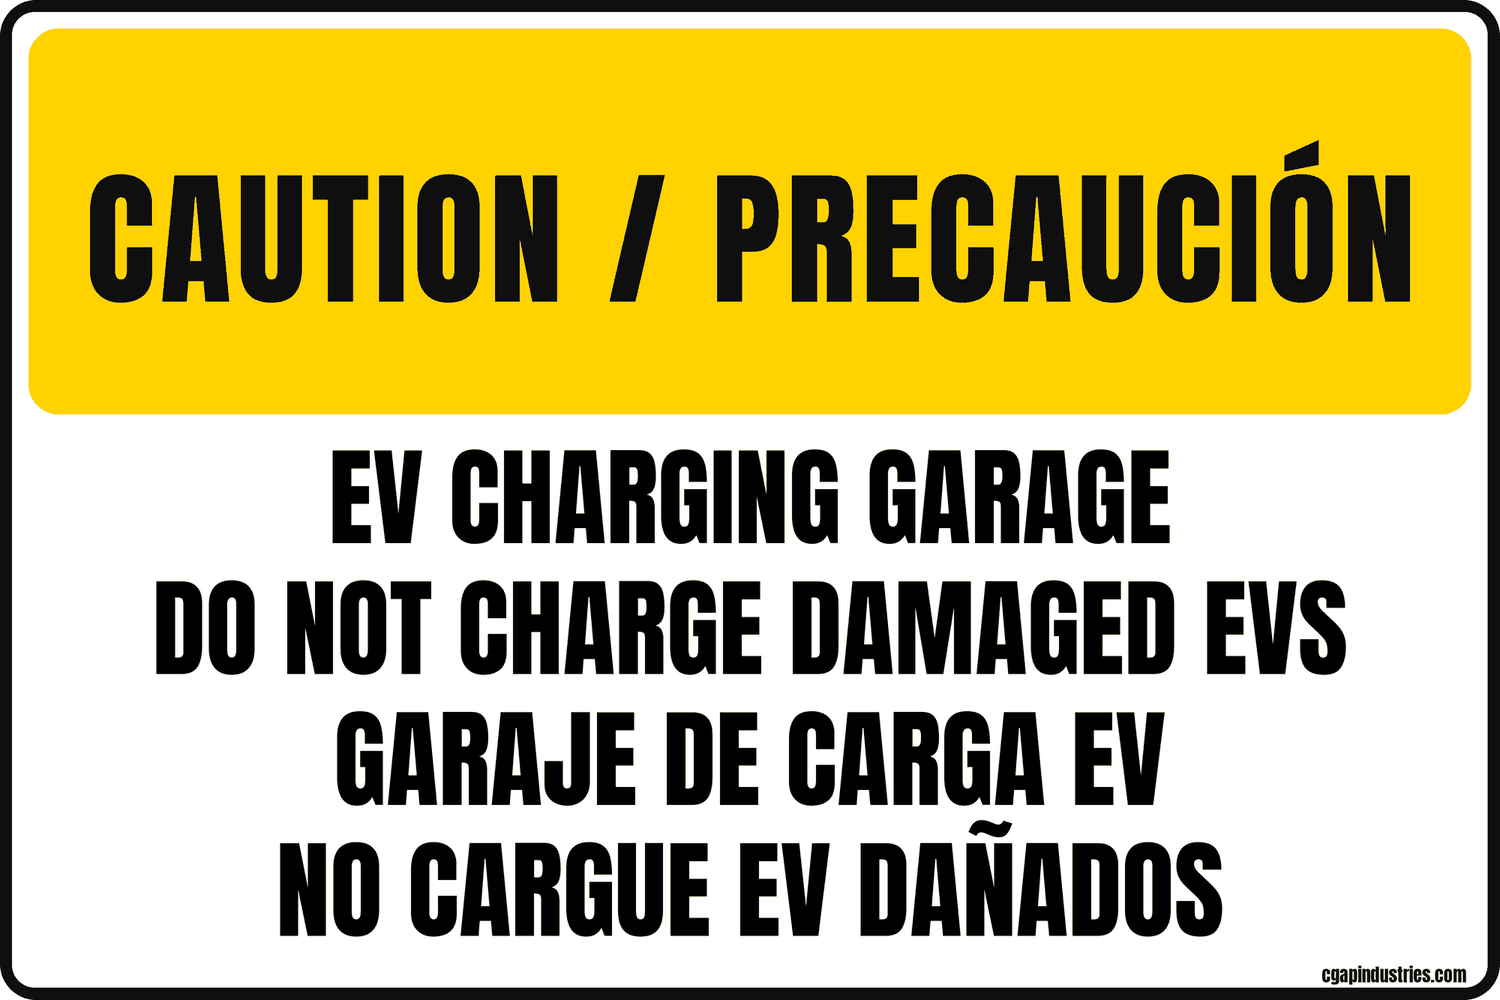 CAUTION / PRECAUCIÓN
EV CHARGING GARAGE
DO NOT CHARGE DAMAGED EVS
GARAJE DE CARGA EV
NO CARGUE EV DAÑADOS
cgapindustries.com